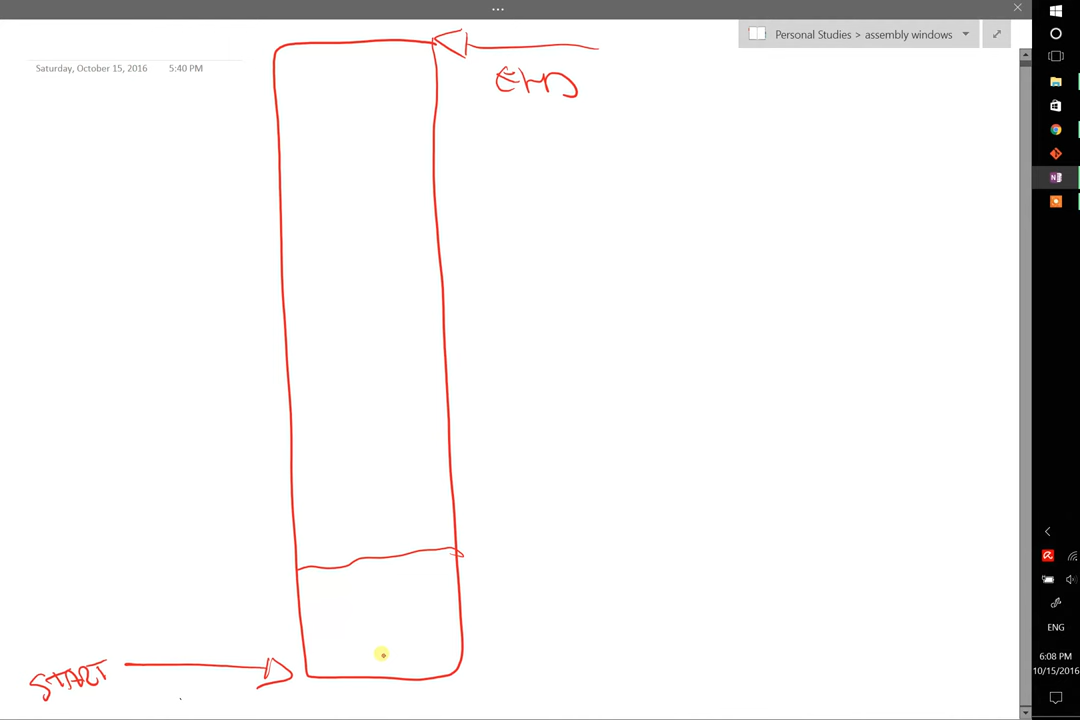 ...
Personal Studies > assembly windows
Saturday, October 15, 2016 5:40 PM
END
START
ENG
6:08 PM
10/15/2016